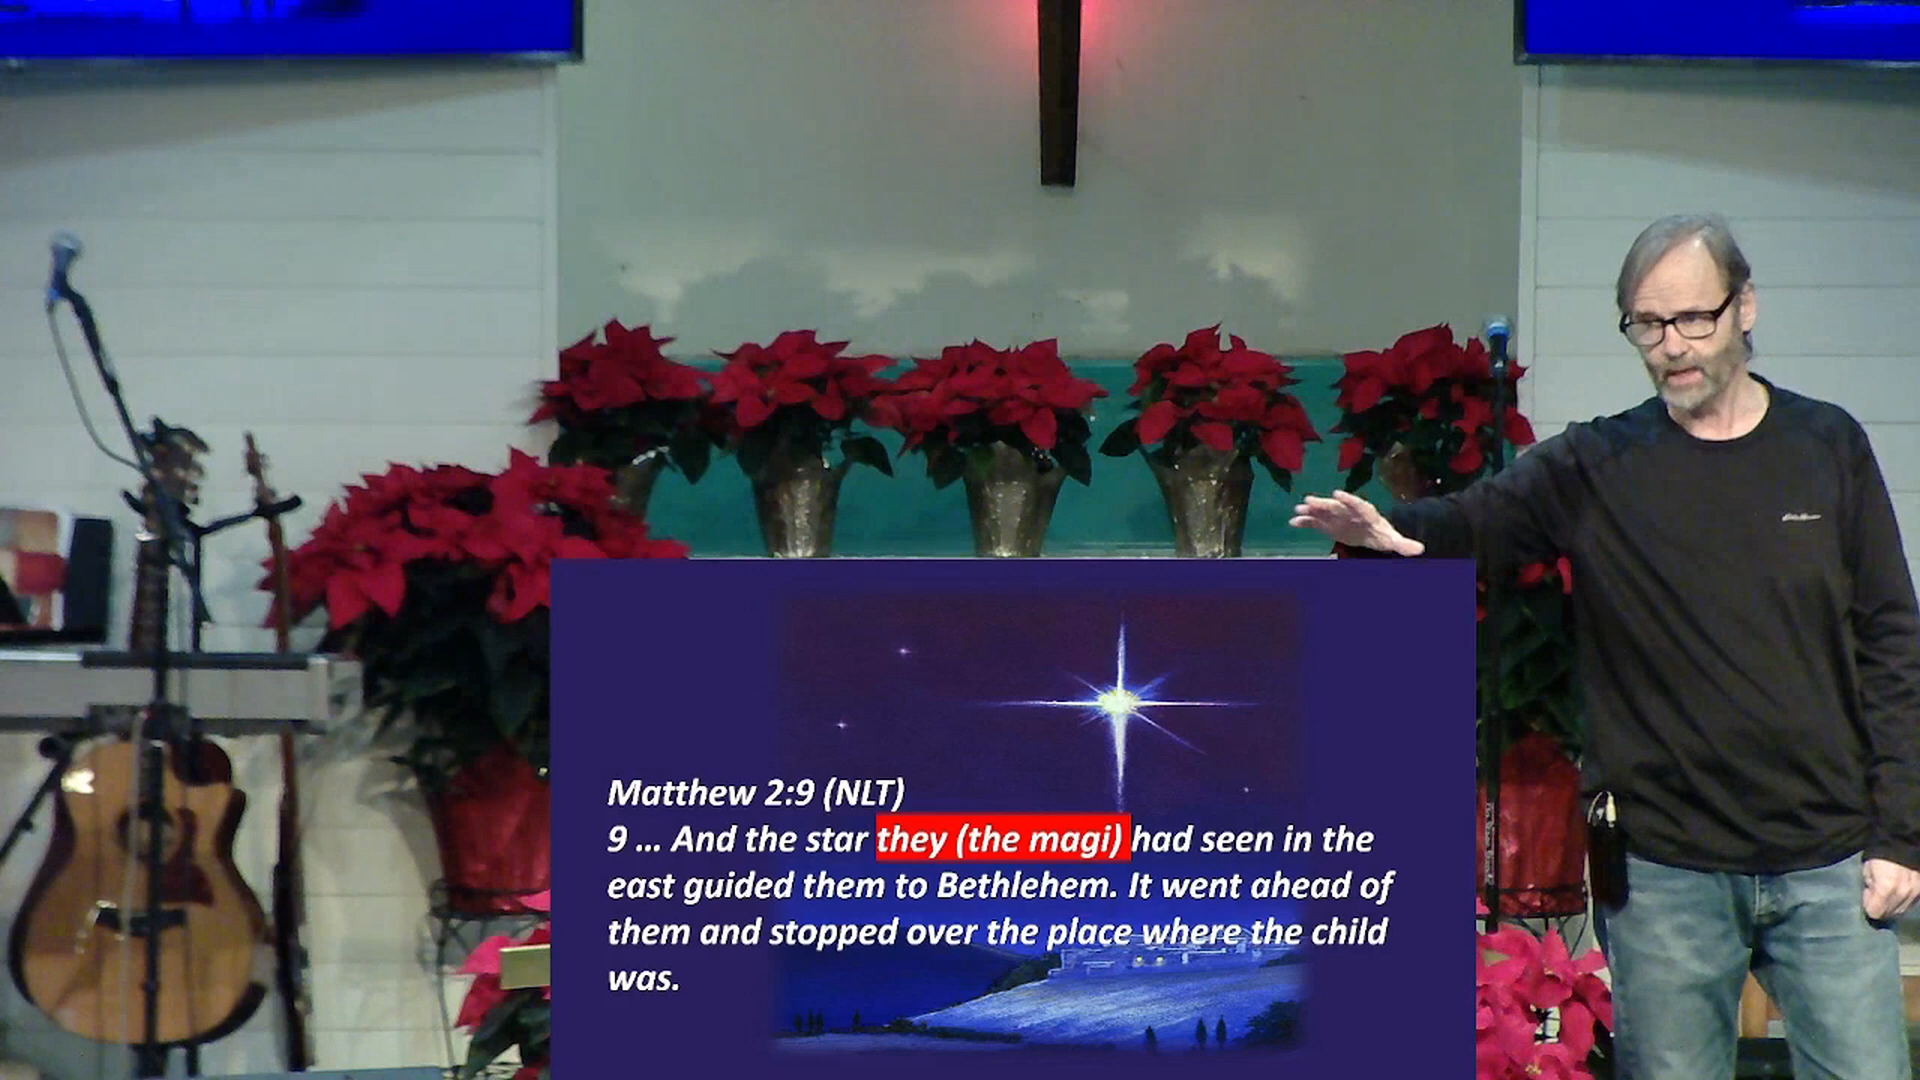 Matthew 2:9 (NLT)
9 ... And the star they (the magi) had seen in the
east guided them to Bethlehem. It went ahead of
them and stopped over the place where the child
was.